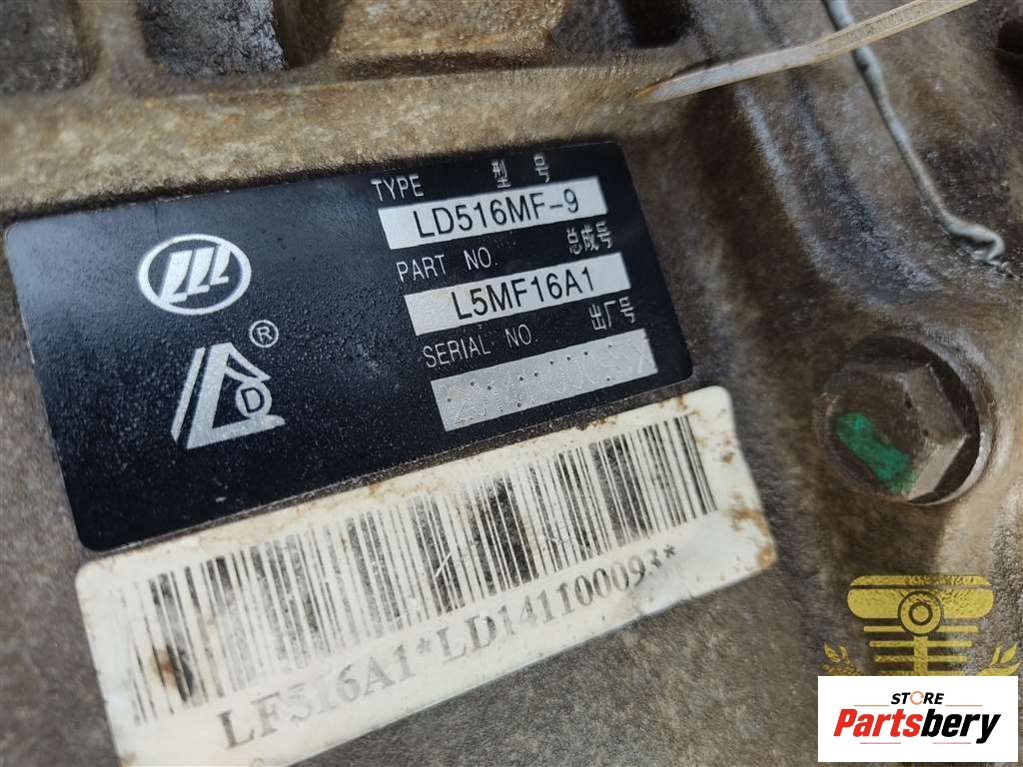 TYPE 型 号
LD516MF-9
PART NO. 总成号
L5MF16A1
SERIAL NO. 出厂号
®
D
LF516A1*LD141100093*
STORE
Partsbery